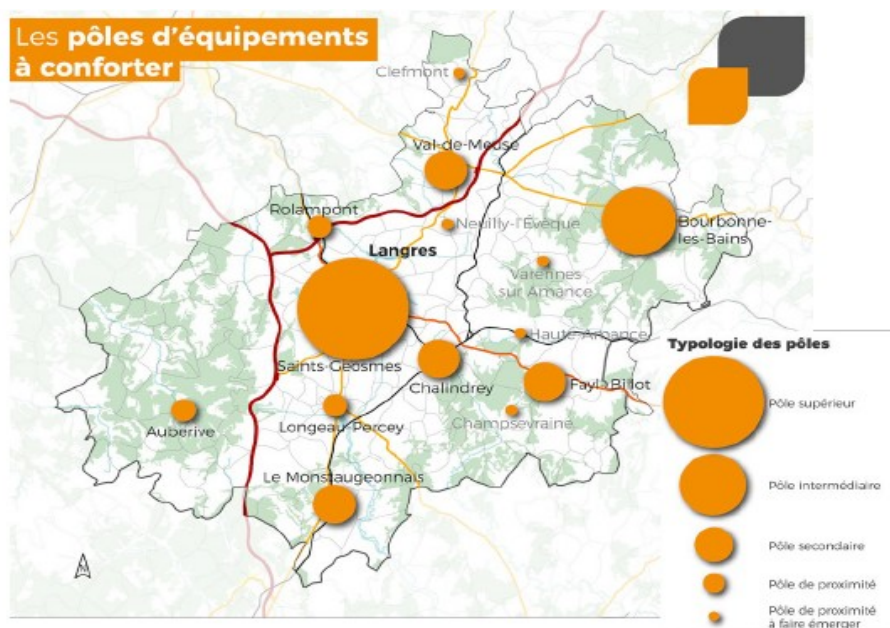 Les pôles d'équipements
à conforter
Clefmont
Val-de-Meuse
Rolampont
Neuilly-l'Evêque
Bourbonne-
les-Bains
Langres
Varennes
sur Amance
Haute-Amance
Saints-Geosmes
Chalindrey
Fayl-Billot
Auberive
Longeau-Percey
Champsevraine
Le Monstaugeonnais
Typologie des pôles
Pôle supérieur
Pôle intermédiaire
Pôle secondaire
Pôle de proximité
Pôle de proximité
à faire émerger